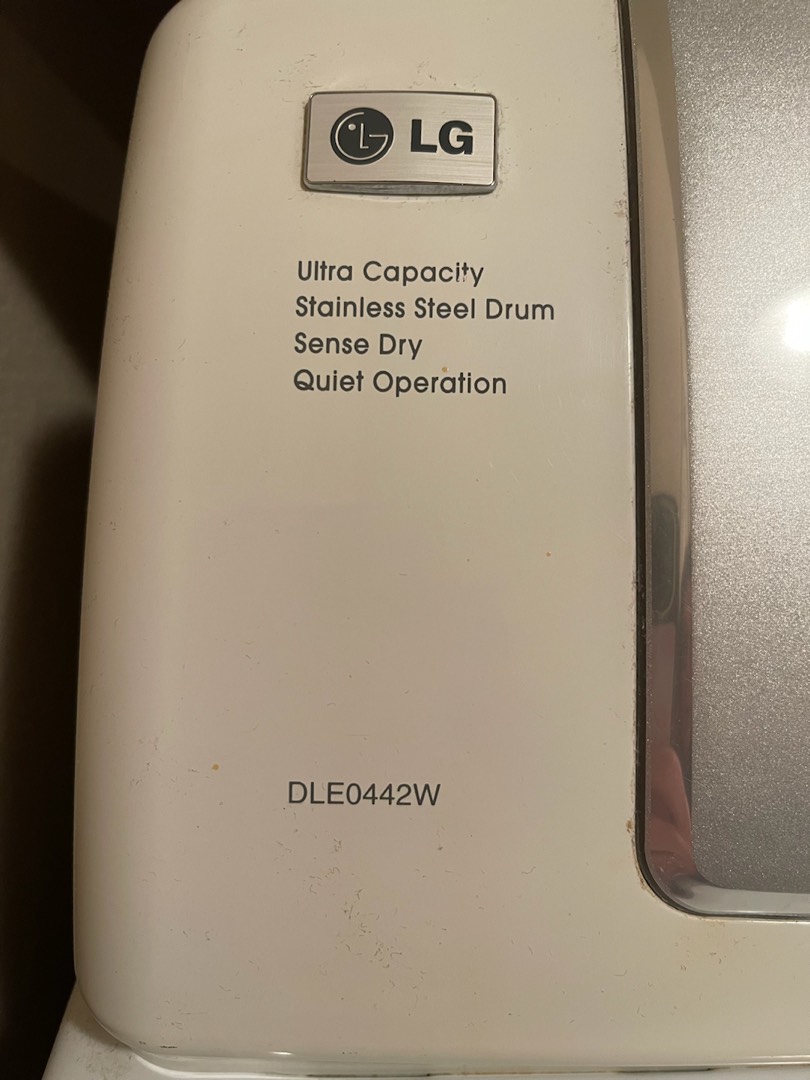 LG
Ultra Capacity
Stainless Steel Drum
Sense Dry
Quiet Operation
DLE0442W